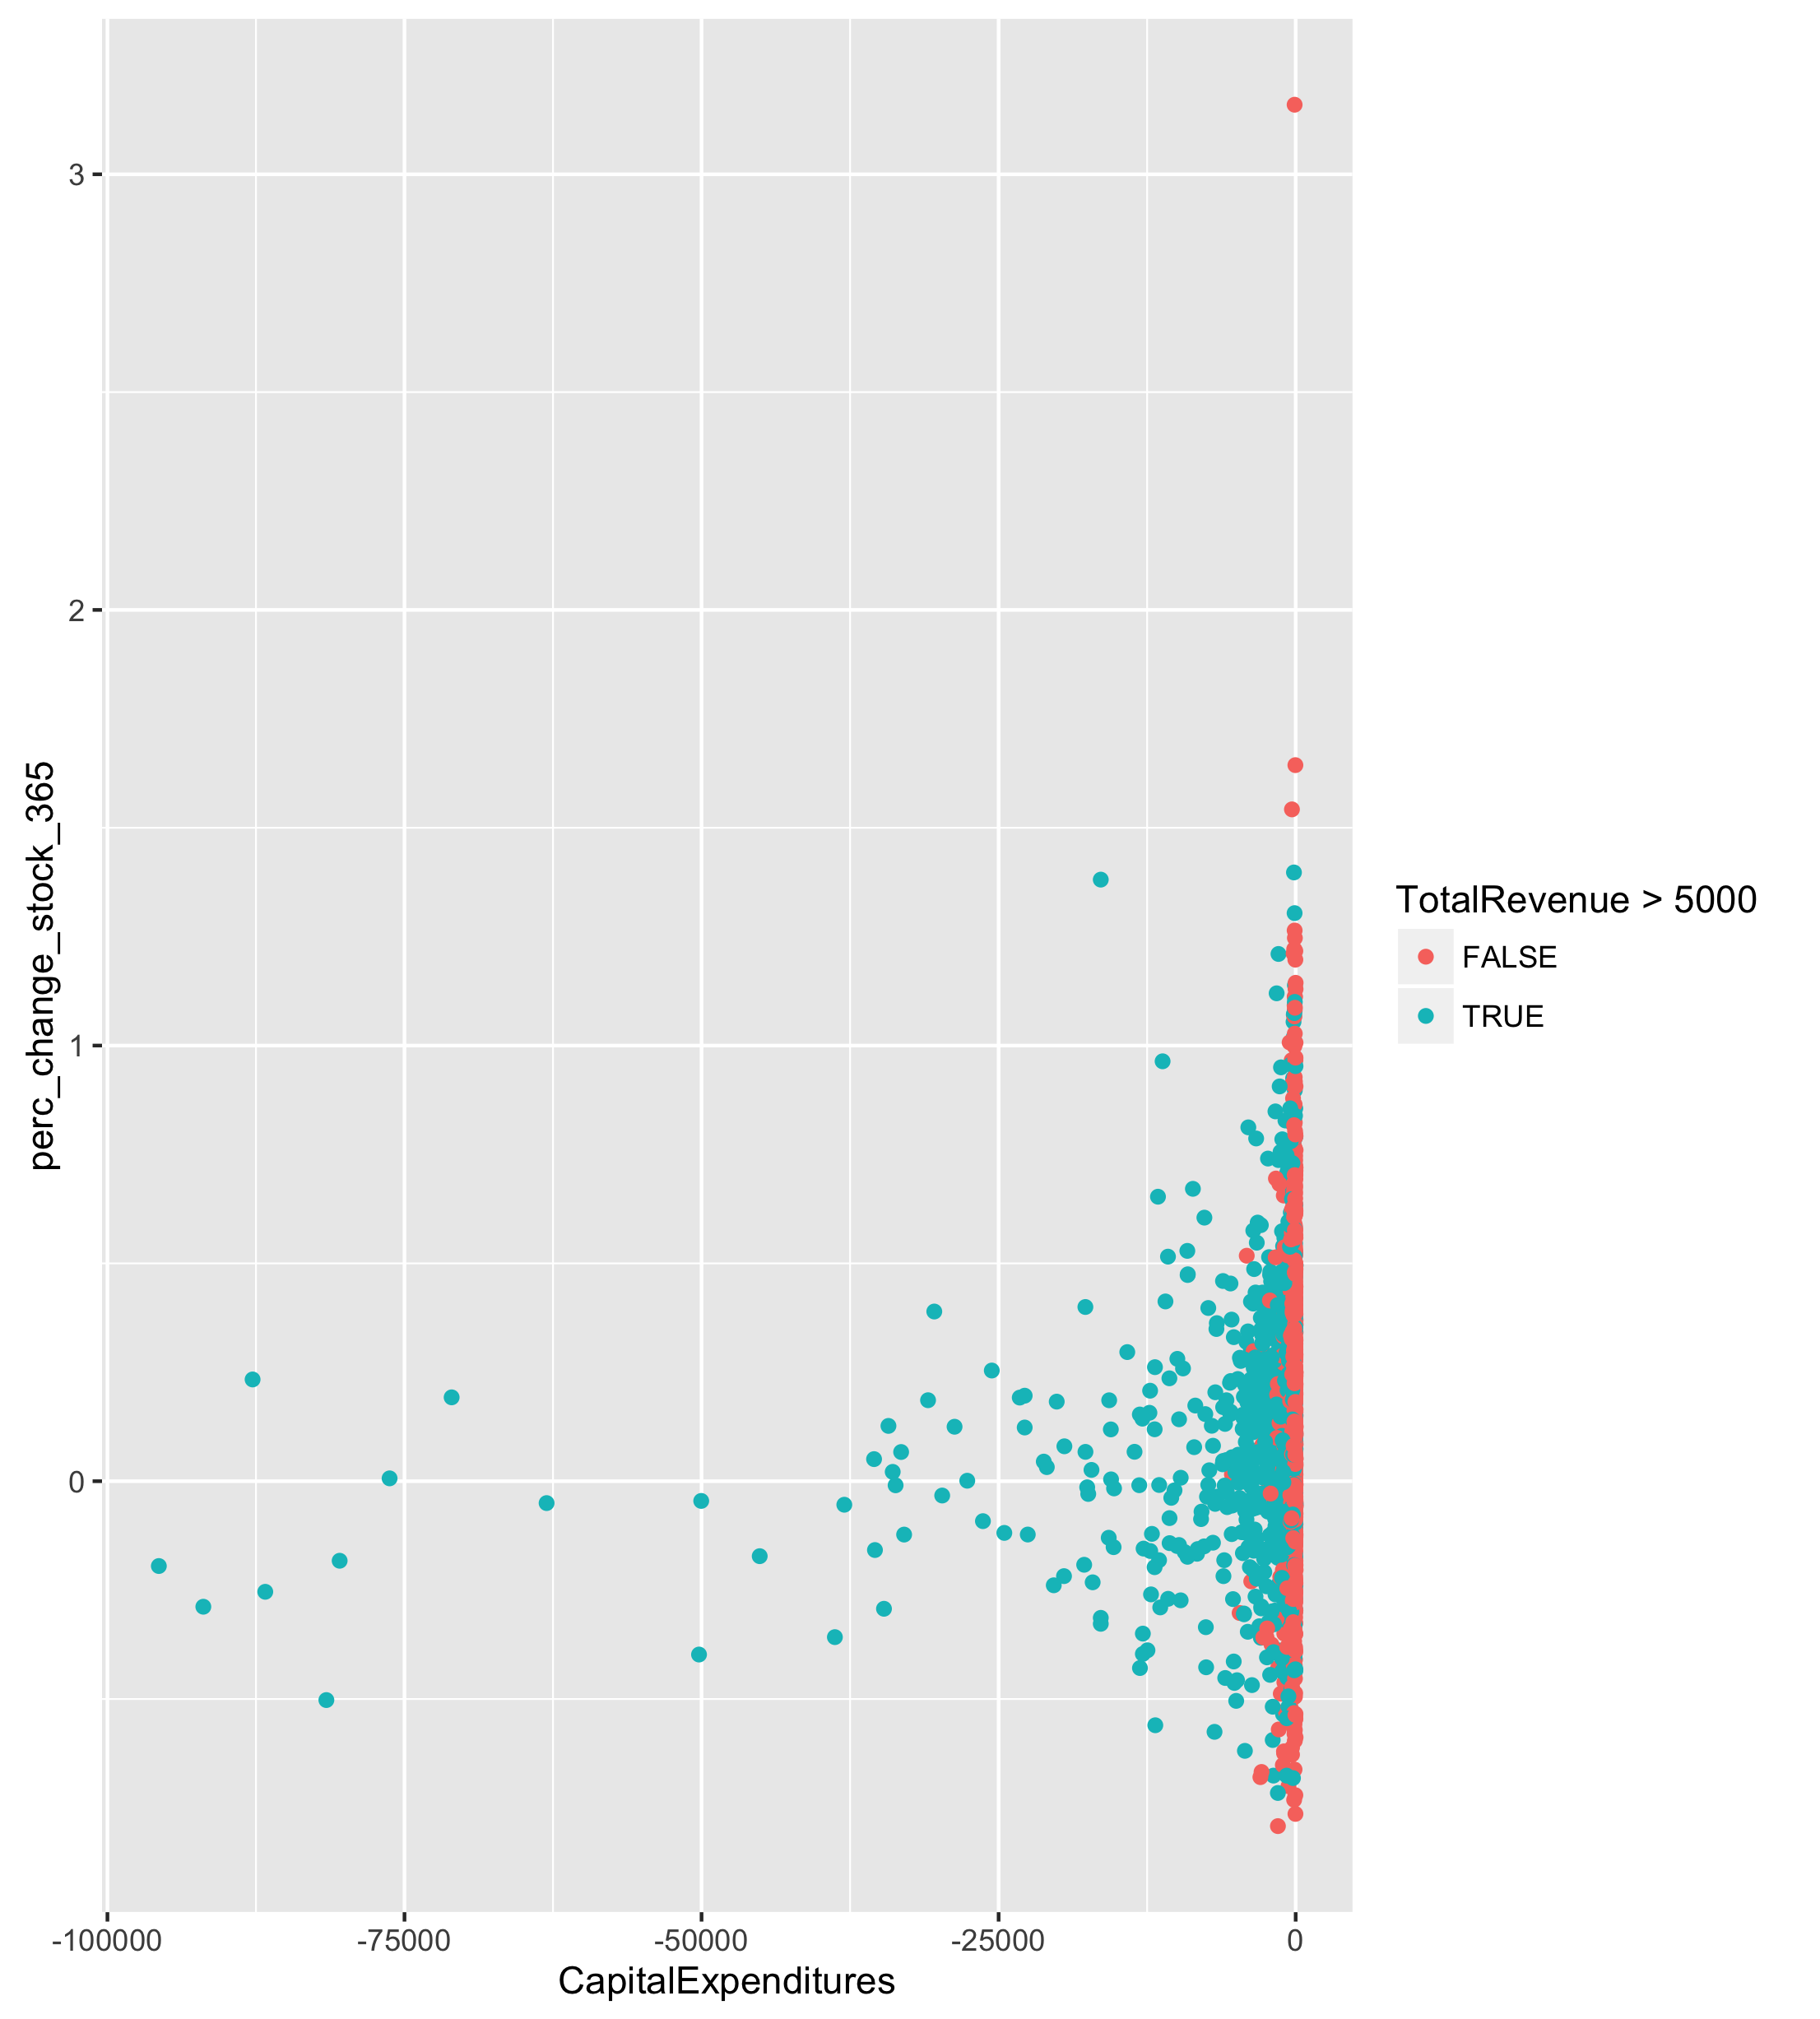 3
2
1
0
perc_change_stock_365
-100000
-75000
-50000
-25000
0
CapitalExpenditures
TotalRevenue > 5000
FALSE
TRUE